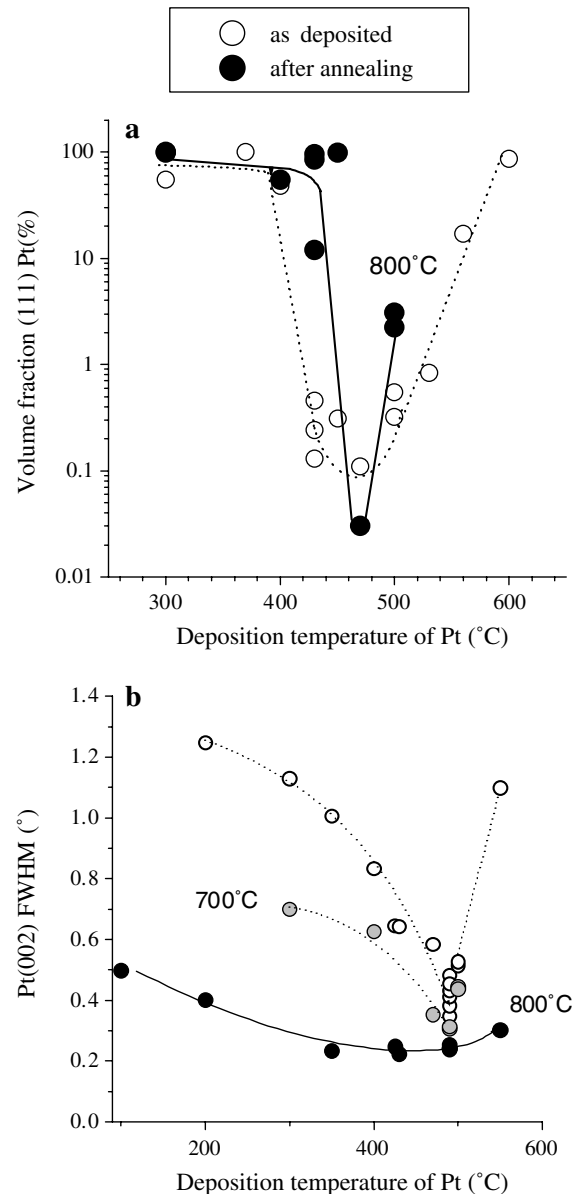 as deposited
after annealing
a
100
10
1
0.1
0.01
800˚C
300
400
500
600
Volume fraction (111) Pt(%)
Deposition temperature of Pt (˚C)
b
1.4
1.2
1.0
0.8
0.6
0.4
0.2
0.0
700˚C
800˚C
200
400
600
Pt(002) FWHM (˚)
Deposition temperature of Pt (˚C)